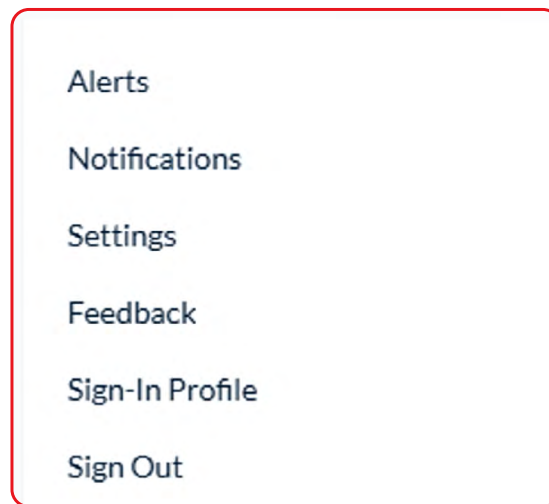 Alerts
Notifications
Settings
Feedback
Sign-In Profile
Sign Out